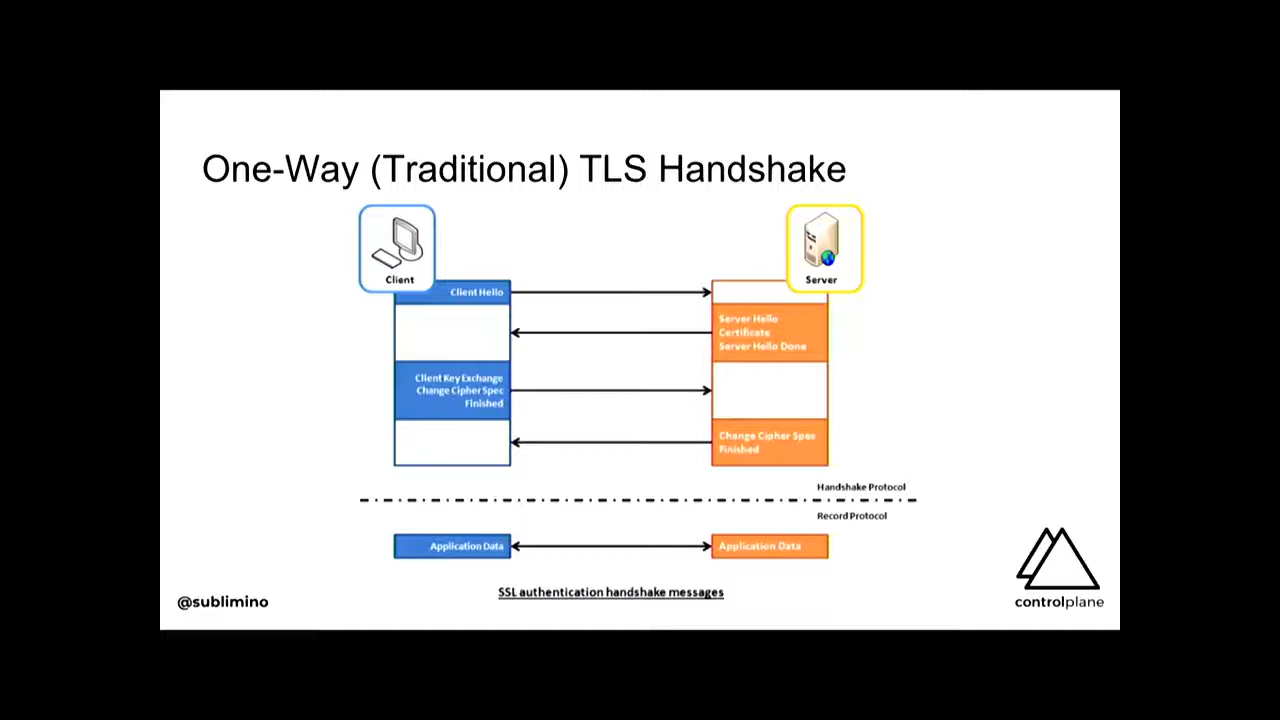 One-Way (Traditional) TLS Handshake
Client
Server
Client Hello
Server Hello
Certificate
Server Hello Done
Client Key Exchange
Change Cipher Spec
Finished
Change Cipher Spec
Finished
Handshake Protocol
Record Protocol
Application Data
Application Data
SSL authentication handshake messages
@sublimino
controlplane